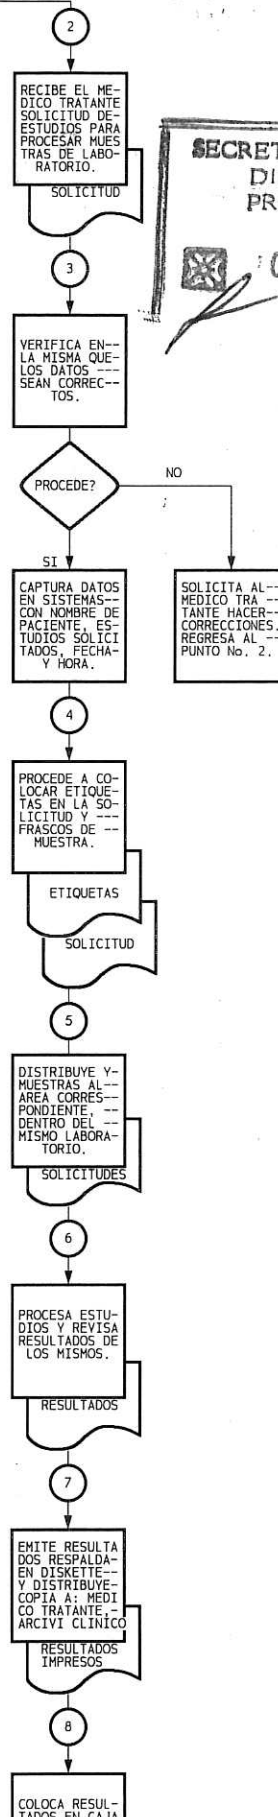 2
RECIBE EL ME-
DICO TRATANTE
SOLICITUD DE-
ESTUDIOS PARA
PROCESAR MUES
TRAS DE LABO-
RATORIO.
SOLICITUD
SECRET
DI
PR
3
VERIFICA EN--
LA MISMA QUE-
LOS DATOS ---
SEAN CORREC--
TOS.
PROCEDE?
NO
SI
CAPTURA DATOS
EN SISTEMAS--
CON NOMBRE DE
PACIENTE, ES-
TUDIOS SOLICI
TADOS, FECHA-
Y HORA.
SOLICITA AL--
MEDICO TRA --
TANTE HACER--
CORRECCIONES.
REGRESA AL --
PUNTO No. 2.
4
PROCEDE A CO-
LOCAR ETIQUE-
TAS EN LA SO-
LICITUD Y ---
FRASCOS DE --
MUESTRA.
ETIQUETAS
SOLICITUD
5
DISTRIBUYE Y-
MUESTRAS AL--
AREA CORRES--
PONDIENTE, --
DENTRO DEL --
MISMO LABORA-
TORIO.
SOLICITUDES
6
PROCESA ESTU-
DIOS Y REVISA
RESULTADOS DE
LOS MISMOS.
RESULTADOS
7
EMITE RESULTA
DOS RESPALDA-
EN DISKETTE--
Y DISTRIBUYE-
COPIA A: MEDI
CO TRATANTE,-
ARCIVI CLINICO
RESULTADOS
IMPRESOS
8
COLOCA RESUL-
TADOS EN CAJA